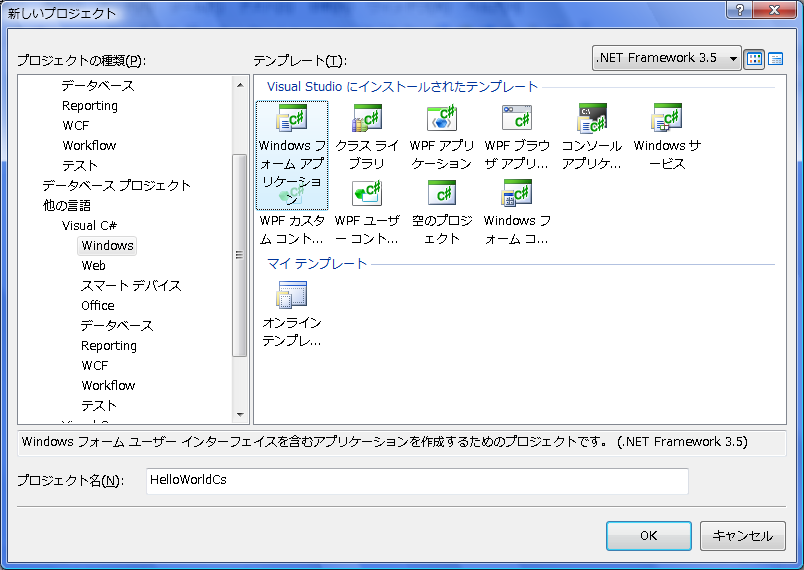 新しいプロジェクト
プロジェクトの種類(P):
テンプレート(T):
.NET Framework 3.5
データベース
Reporting
WCF
Workflow
テスト
データベース プロジェクト
他の言語
Visual C#
Windows
Web
スマート デバイス
Office
データベース
Reporting
WCF
Workflow
テスト
Visual Studio にインストールされたテンプレート
Windows フ
ォーム アプ
リケーショ
ン
クラス ライ
ブラリ
WPF アプリ
ケーション
WPF ブラウ
ザ アプリ...
コンソール
アプリケ...
Windows サ
ービス
WPF カスタ
ム コント...
WPF ユーザ
ー コント...
空のプロジ
ェクト
Windows フ
ォーム コ...
マイ テンプレート
オンライン
テンプレ...
Windows フォーム ユーザー インターフェイスを含むアプリケーションを作成するためのプロジェクトです。 (.NET Framework 3.5)
プロジェクト名(N):
HelloWorldCs
OK
キャンセル